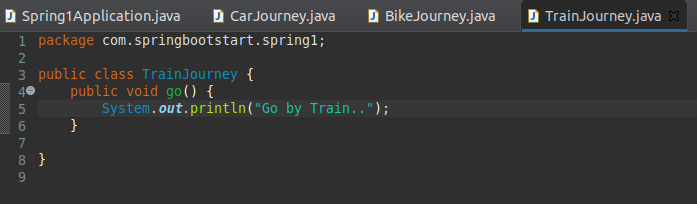 Spring1Application.java CarJourney.java BikeJourney.java TrainJourney.java
1 package com.springbootstart.spring1;
2
3 public class TrainJourney {
4 public void go() {
5 System.out.println("Go by Train..");
6 }
7
8 }
9